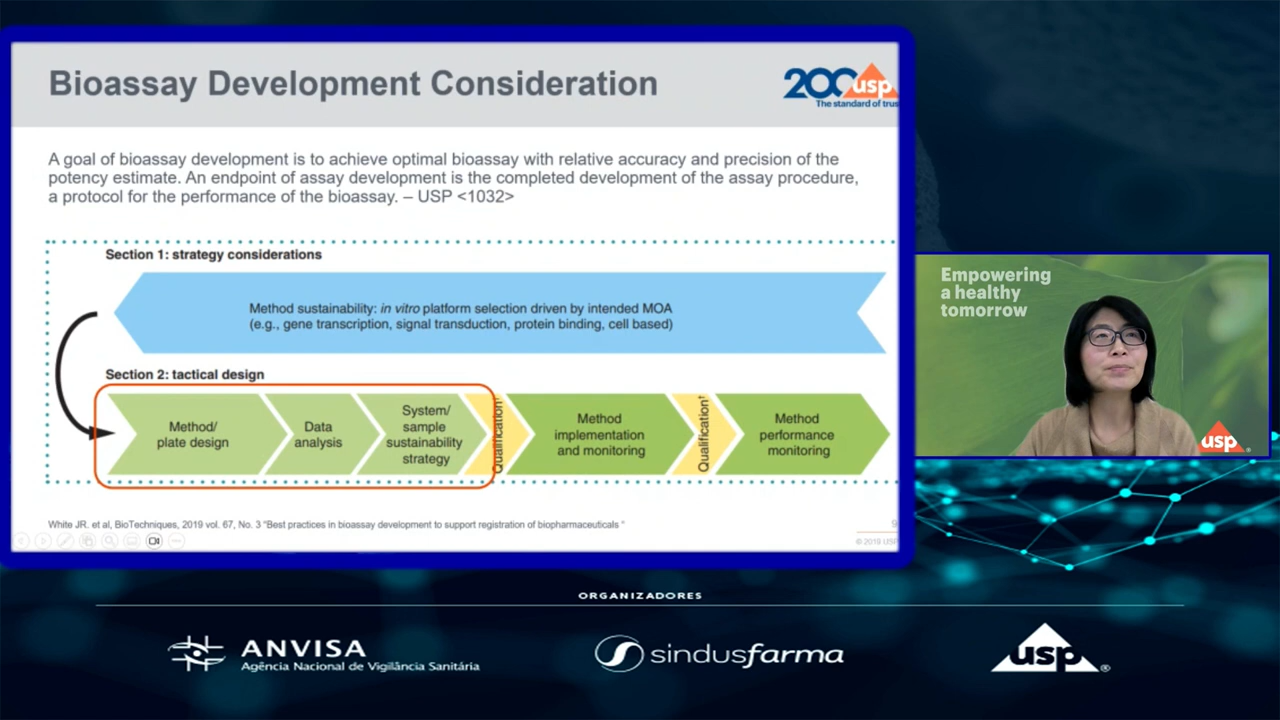 Bioassay Development Consideration
200 usp
The standard of trus
A goal of bioassay development is to achieve optimal bioassay with relative accuracy and precision of the
potency estimate. An endpoint of assay development is the completed development of the assay procedure,
a protocol for the performance of the bioassay. – USP <1032>
Section 1: strategy considerations
Method sustainability: in vitro platform selection driven by intended MOA
(e.g., gene transcription, signal transduction, protein binding, cell based)
Section 2: tactical design
Method/
plate design
Data
analysis
System/
sample
sustainability
strategy
Qualification†
Method
implementation
and monitoring
Qualification†
Method
performance
monitoring
White JR. et al, BioTechniques, 2019 vol. 67, No. 3 “Best practices in bioassay development to support registration of biopharmaceuticals “
9
© 2019 USP
Empowering
a healthy
tomorrow
usp
ORGANIZADORES
ANVISA
Agência Nacional de Vigilância Sanitária
sindusfarma
usp®